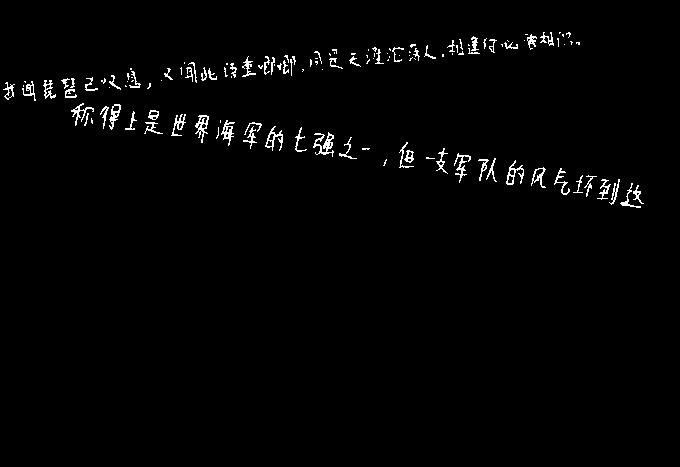 我闻琵琶已叹息，又闻此语重唧唧，同是天涯沦落人，相逢何必曾相识。
称得上是世界海军的七强之一，但一支军队的风气坏到这